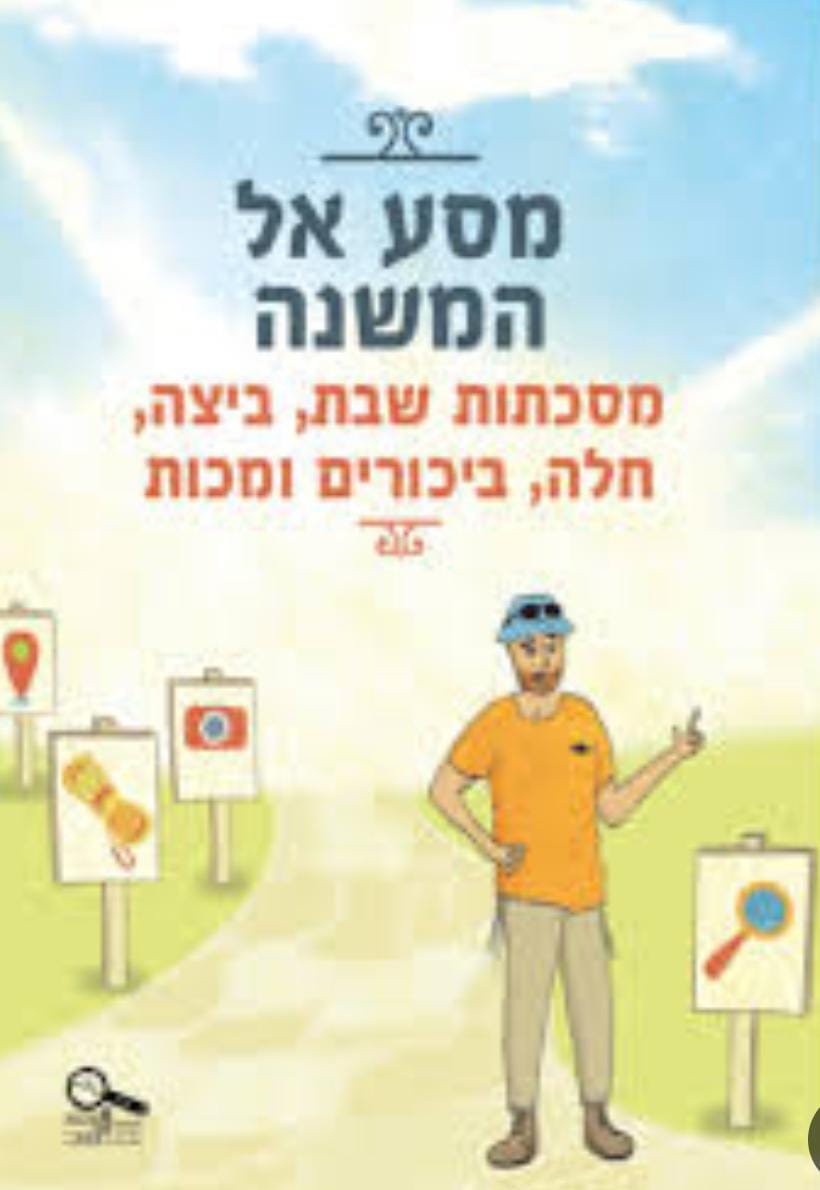 מסע אל
המשנה
מסכתות שבת, ביצה,
חלה, ביכורים ומכות